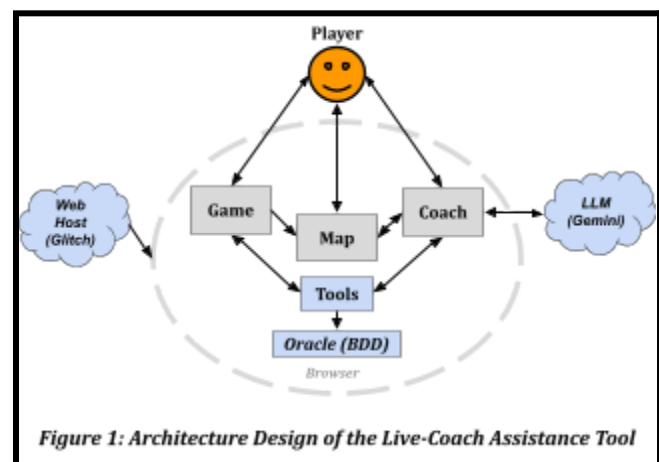 Player
Web
Host
(Glitch)
Game
Map
Coach
LLM
(Gemini)
Tools
Oracle (BDD)
Browser
Figure 1: Architecture Design of the Live-Coach Assistance Tool